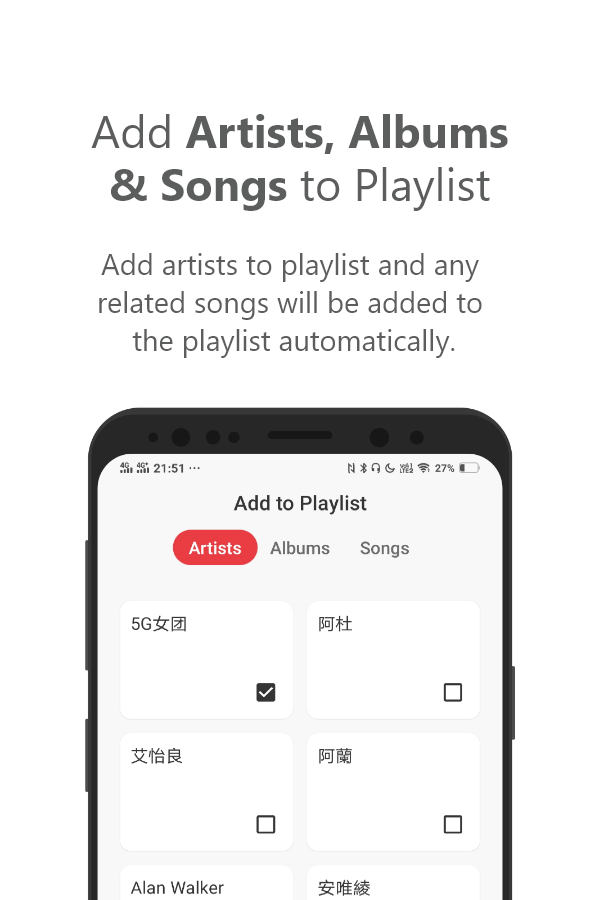 Add Artists, Albums
& Songs to Playlist
Add artists to playlist and any
related songs will be added to
the playlist automatically.
4G 4G+ 21:51 ··· 27%
Add to Playlist
Artists Albums Songs
5G女团 阿杜
艾怡良 阿蘭
Alan Walker 安唯綾